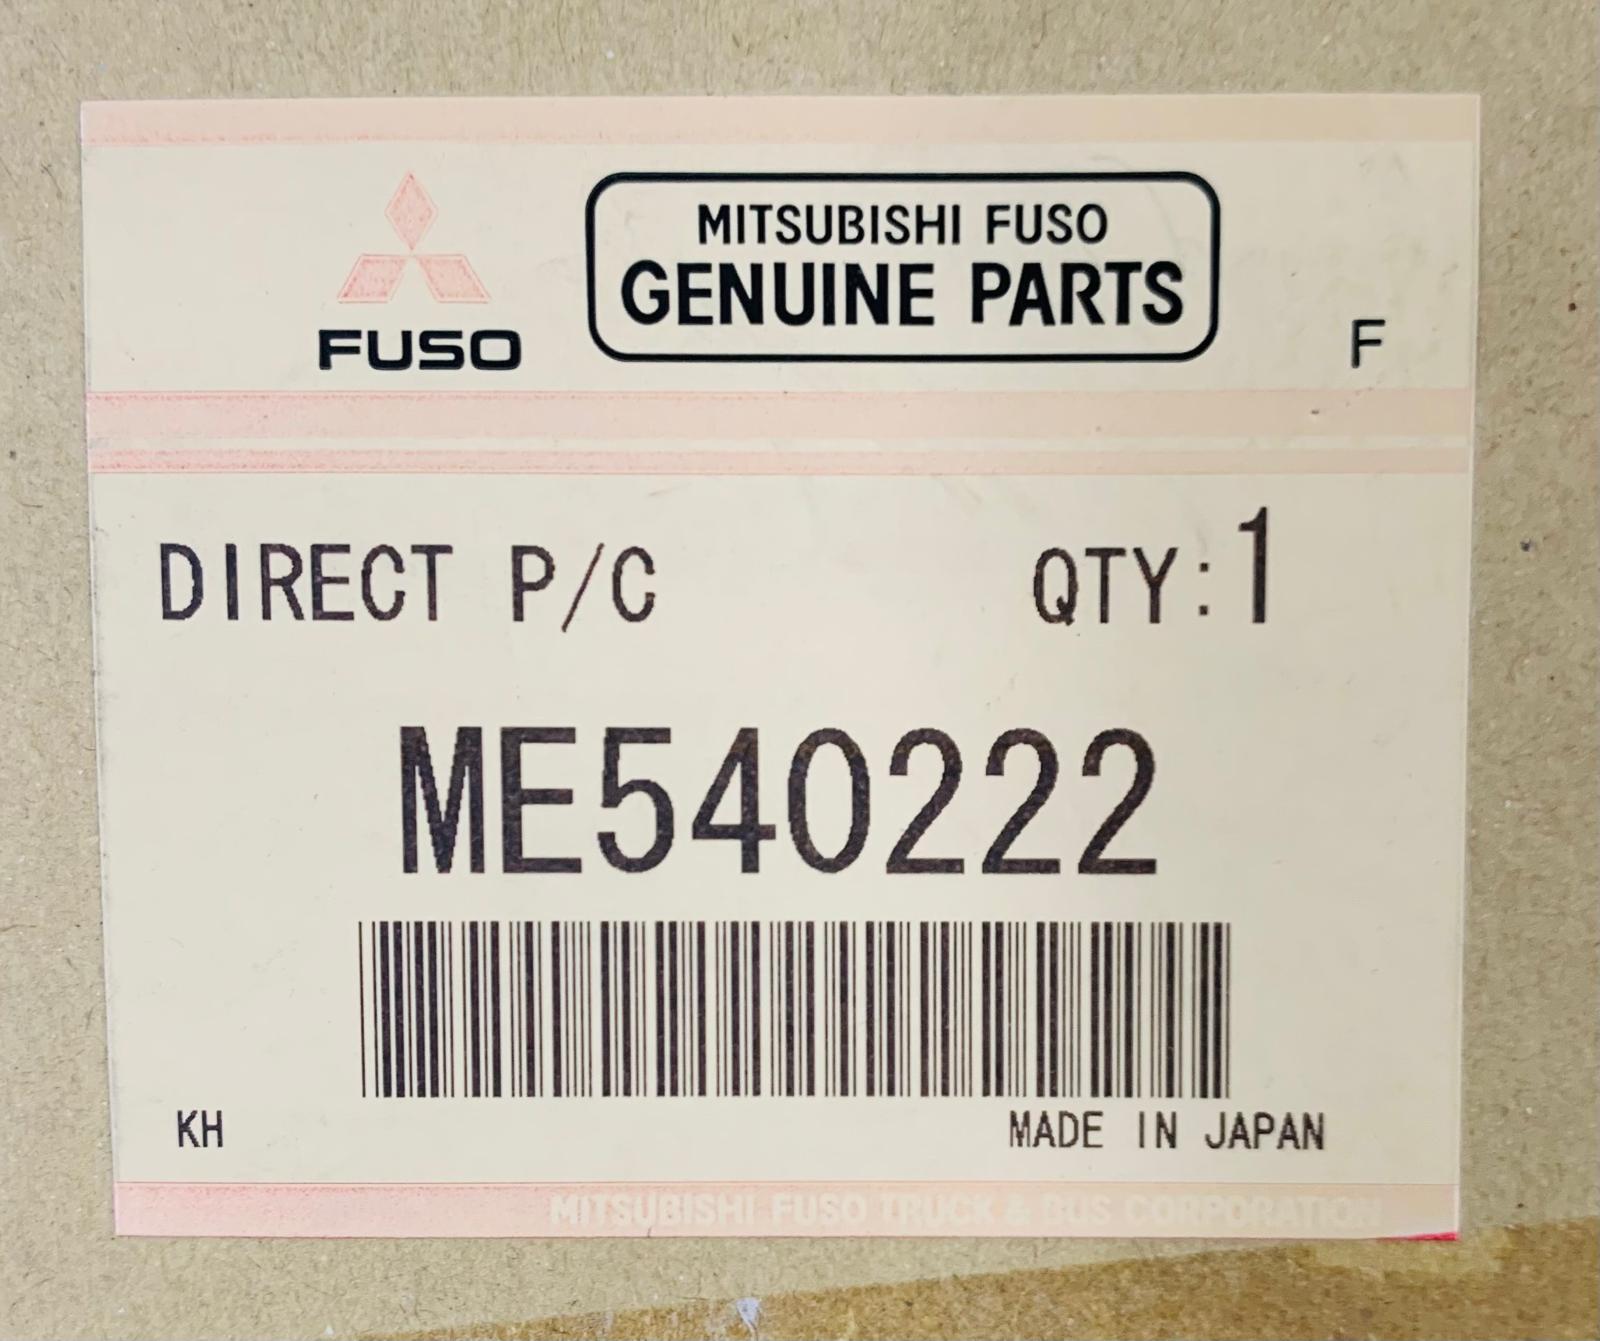 MITSUBISHI FUSO
GENUINE PARTS
FUSO
F
DIRECT P/C QTY:1
ME540222
KH
MADE IN JAPAN
MITSUBISHI FUSO TRUCK & BUS CORPORATION